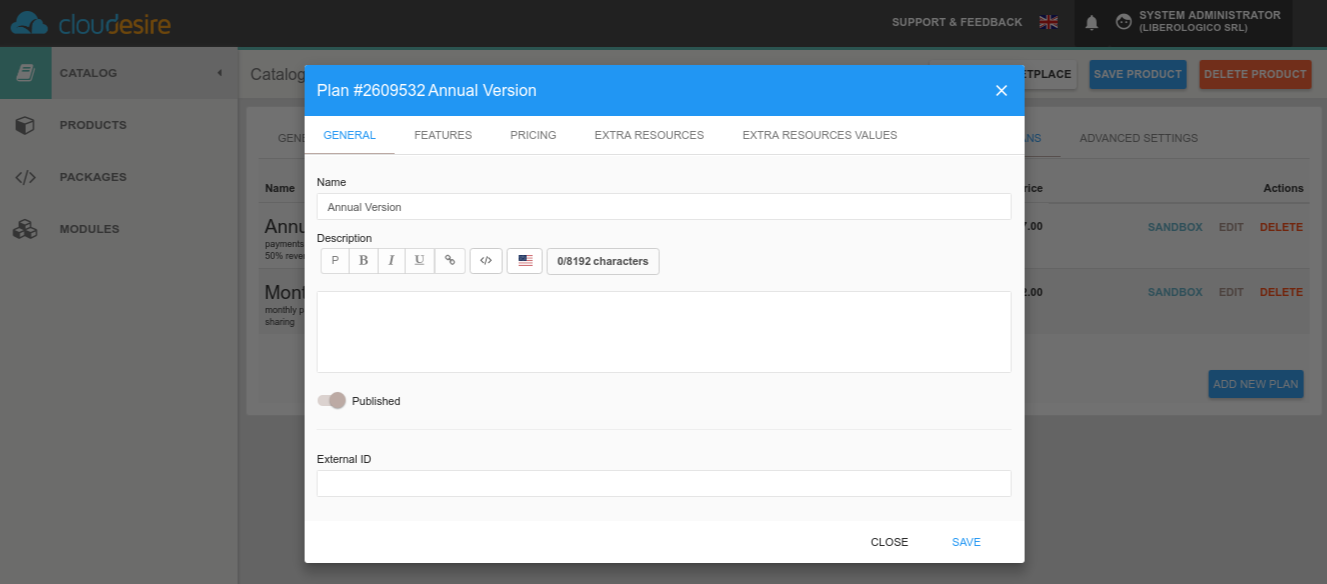 cloudesire
SUPPORT & FEEDBACK
SYSTEM ADMINISTRATOR
(LIBEROLOGICO SRL)
CATALOG
PRODUCTS
PACKAGES
MODULES
Catalog
ETPLACE
SAVE PRODUCT
DELETE PRODUCT
GENE
NS
ADVANCED SETTINGS
Name
rice
Actions
Annu
payments
50% reve
7.00
SANDBOX
EDIT
DELETE
Mont
monthly p
sharing
2.00
SANDBOX
EDIT
DELETE
ADD NEW PLAN
Plan #2609532 Annual Version
GENERAL
FEATURES
PRICING
EXTRA RESOURCES
EXTRA RESOURCES VALUES
Name
Annual Version
Description
P B I U </> 0/8192 characters
Published
External ID
CLOSE
SAVE